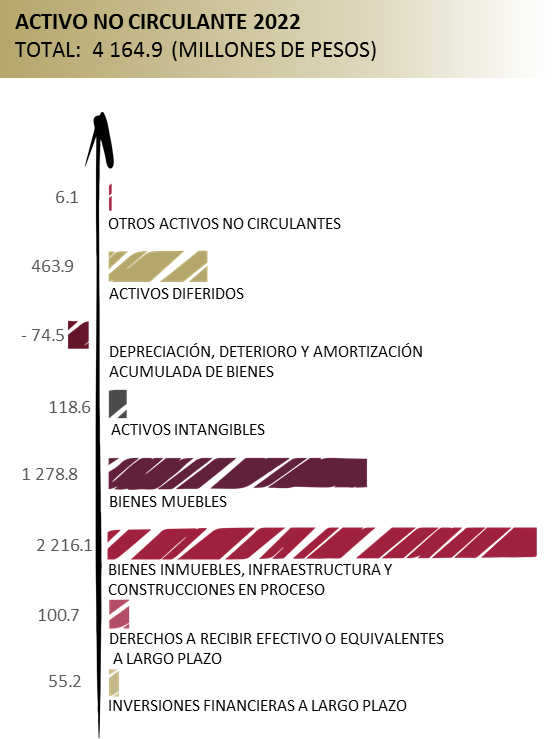 ACTIVO NO CIRCULANTE 2022
TOTAL: 4 164.9 (MILLONES DE PESOS)
6.1
OTROS ACTIVOS NO CIRCULANTES
463.9
ACTIVOS DIFERIDOS
- 74.5
DEPRECIACIÓN, DETERIORO Y AMORTIZACIÓN
ACUMULADA DE BIENES
118.6
ACTIVOS INTANGIBLES
1 278.8
BIENES MUEBLES
2 216.1
BIENES INMUEBLES, INFRAESTRUCTURA Y
CONSTRUCCIONES EN PROCESO
100.7
DERECHOS A RECIBIR EFECTIVO O EQUIVALENTES
A LARGO PLAZO
55.2
INVERSIONES FINANCIERAS A LARGO PLAZO